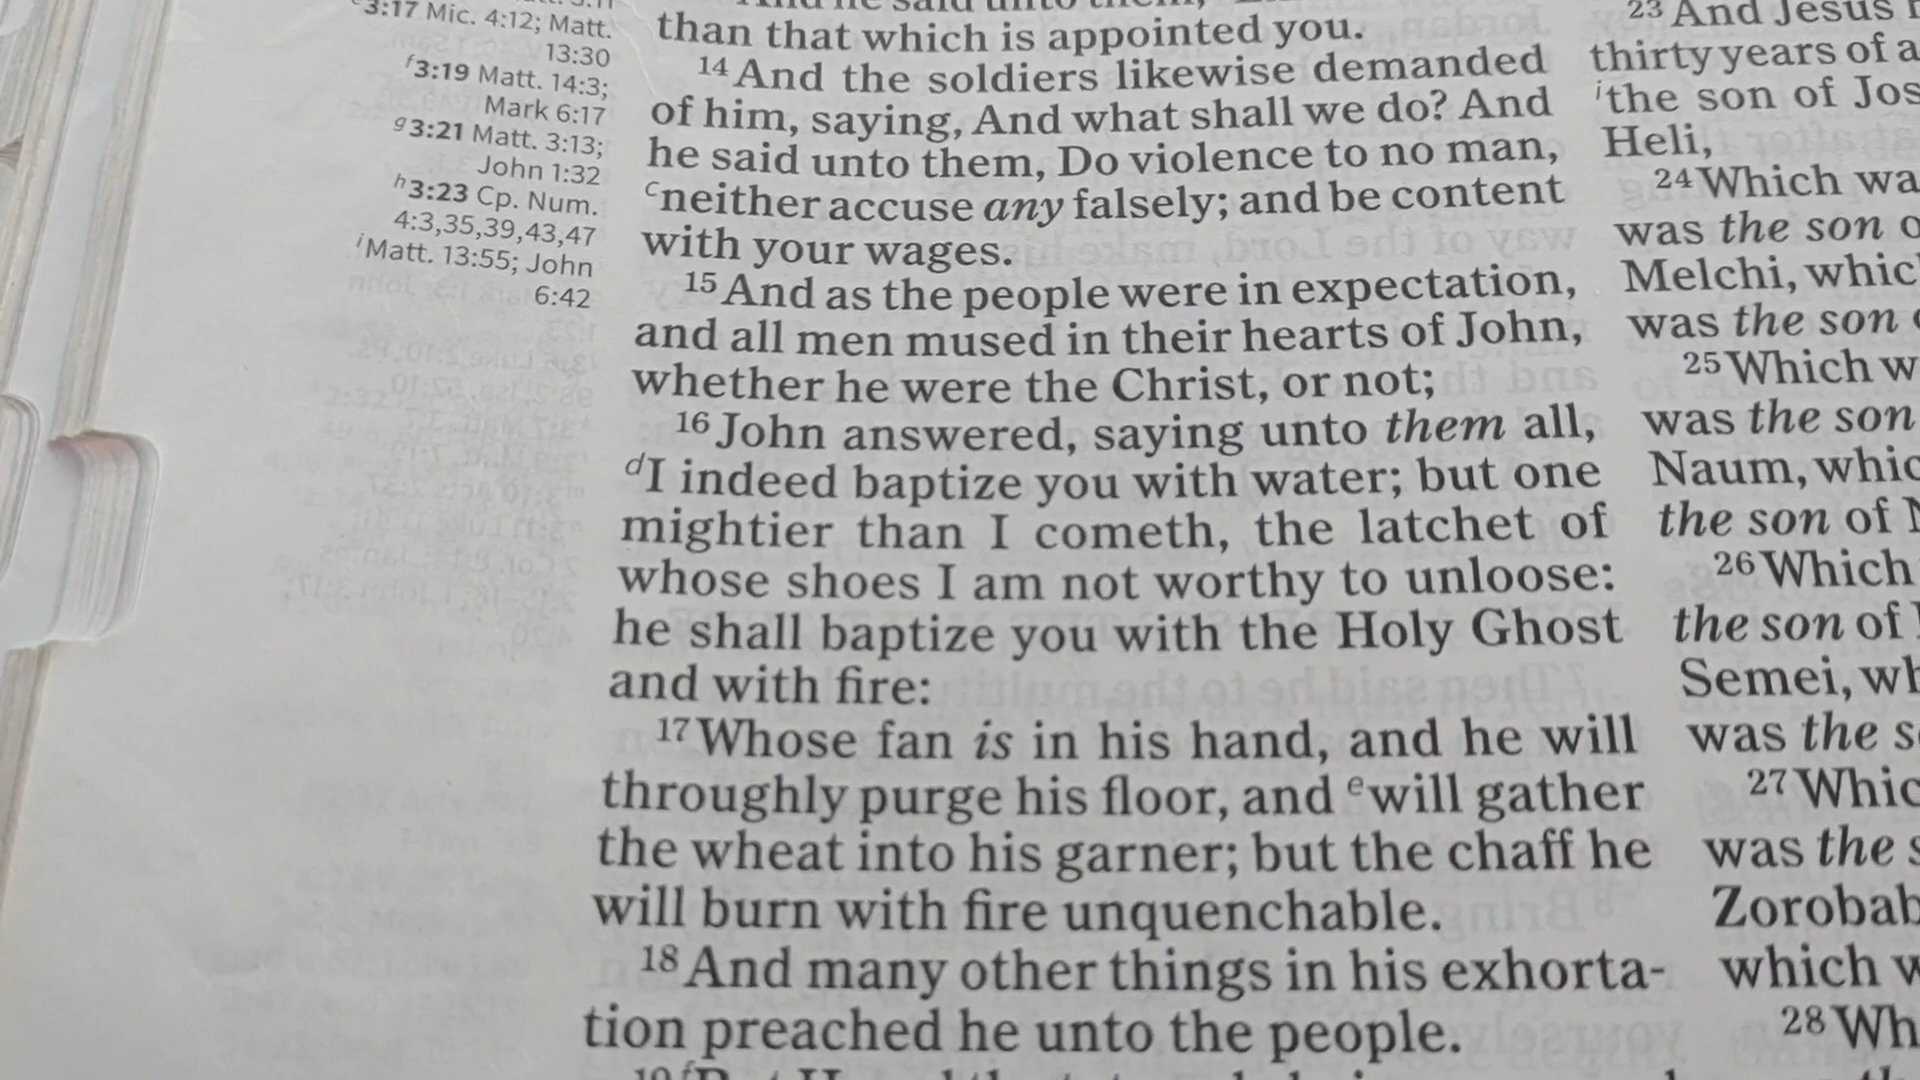 3:17 Mic. 4:12; Matt.
13:30
f3:19 Matt. 14:3;
Mark 6:17
g3:21 Matt. 3:13;
John 1:32
h3:23 Cp. Num.
4:3,35,39,43,47
iMatt. 13:55; John
6:42
than that which is appointed you.
14 And the soldiers likewise demanded
of him, saying, And what shall we do? And
he said unto them, Do violence to no man,
cneither accuse any falsely; and be content
with your wages.
15 And as the people were in expectation,
and all men mused in their hearts of John,
whether he were the Christ, or not;
16 John answered, saying unto them all,
dI indeed baptize you with water; but one
mightier than I cometh, the latchet of
whose shoes I am not worthy to unloose:
he shall baptize you with the Holy Ghost
and with fire:
17 Whose fan is in his hand, and he will
throughly purge his floor, and ewill gather
the wheat into his garner; but the chaff he
will burn with fire unquenchable.
18 And many other things in his exhorta-
tion preached he unto the people.
23 And Jesus
thirty years of a
ithe son of Jos
Heli,
24 Which wa
was the son o
Melchi, whic
was the son
25 Which w
was the son
Naum, whic
the son of
26 Which
the son of
Semei, wh
was the s
27 Whic
was the s
Zorobab
which w
28 Wh